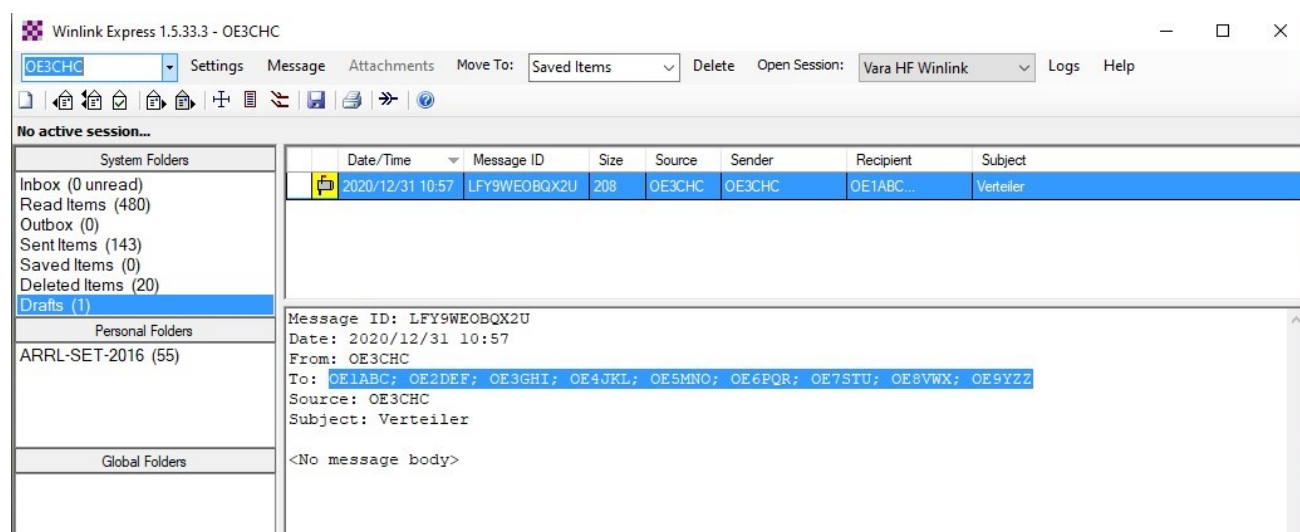 Winlink Express 1.5.33.3 - OE3CHC
OE3CHC Settings Message Attachments Move To: Saved Items Delete Open Session: Vara HF Winlink Logs Help
No active session...
System Folders
Inbox (0 unread)
Read Items (480)
Outbox (0)
Sent Items (143)
Saved Items (0)
Deleted Items (20)
Drafts (1)
Personal Folders
ARRL-SET-2016 (55)
Global Folders
Date/Time Message ID Size Source Sender Recipient Subject
2020/12/31 10:57 LFY9WEOBQX2U 208 OE3CHC OE3CHC OE1ABC... Verteiler
Message ID: LFY9WEOBQX2U
Date: 2020/12/31 10:57
From: OE3CHC
To: OE1ABC; OE2DEF; OE3GHI; OE4JKL; OE5MNO; OE6PQR; OE7STU; OE8VWX; OE9YZZ
Source: OE3CHC
Subject: Verteiler
<No message body>